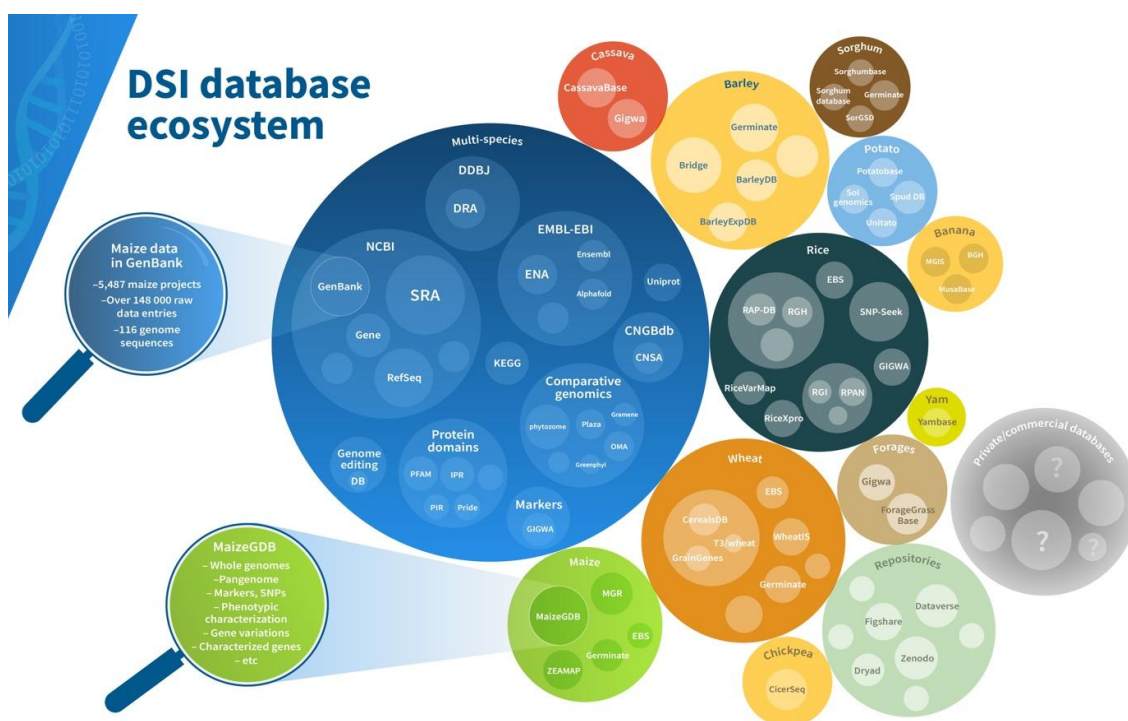 DSI database
ecosystem
Maize data
in GenBank
–5,487 maize projects
–Over 148 000 raw
data entries
–116 genome
sequences
MaizeGDB
– Whole genomes
–Pangenome
– Markers, SNPs
– Phenotypic
characterization
– Gene variations
– Characterized genes
– etc
Multi-species
DDBJ
DRA
NCBI
GenBank
SRA
Gene
RefSeq
EMBL-EBI
Ensembl
ENA
Alphafold
Uniprot
CNGBdb
CNSA
KEGG
Comparative
genomics
Gramene
phytozome
Plaza
OMA
Greenphyl
Protein
domains
PFAM
IPR
PIR
Pride
Genome
editing
DB
Markers
GIGWA
Cassava
CassavaBase
Gigwa
Barley
Germinate
Bridge
BarleyDB
BarleyExpDB
Sorghum
Sorghumbase
Sorghum
database
Germinate
SorGSD
Potato
Potatobase
Sol
genomics
Spud DB
Unitato
Banana
MGIS
BGH
MusaBase
Rice
EBS
RAP-DB
RGH
SNP-Seek
GIGWA
RiceVarMap
RGI
RPAN
RiceXpro
Yam
Yambase
Forages
Gigwa
ForageGrass
Base
Private/commercial databases
?
?
?
Wheat
EBS
CerealsDB
T3/wheat
GrainGenes
WheatIS
Germinate
Maize
MGR
MaizeGDB
EBS
Germinate
ZEAMAP
Repositories
Dataverse
Figshare
Zenodo
Dryad
Chickpea
CicerSeq